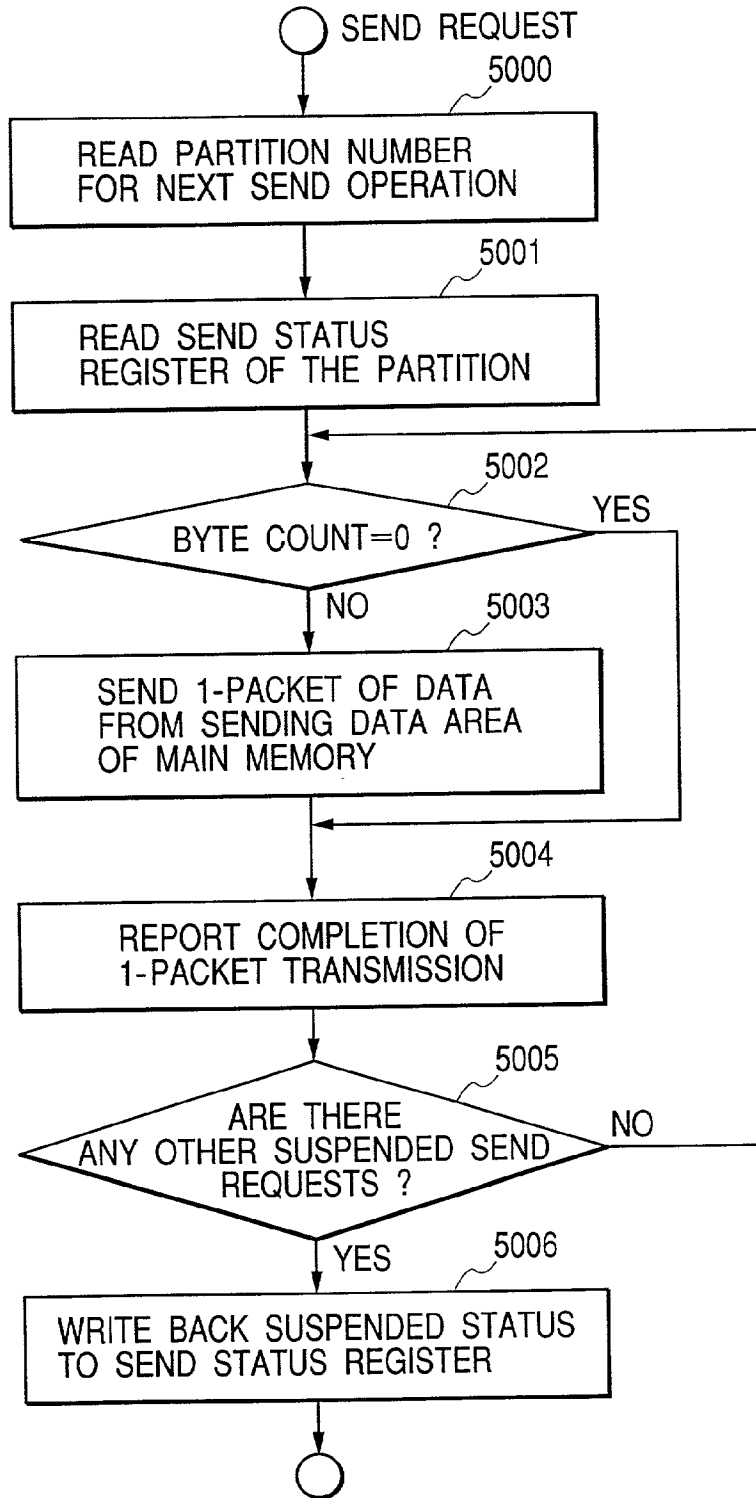 SEND REQUEST
5000
READ PARTITION NUMBER
FOR NEXT SEND OPERATION
5001
READ SEND STATUS
REGISTER OF THE PARTITION
5002
BYTE COUNT=0 ?
YES
NO
5003
SEND 1-PACKET OF DATA
FROM SENDING DATA AREA
OF MAIN MEMORY
5004
REPORT COMPLETION OF
1-PACKET TRANSMISSION
5005
ARE THERE
ANY OTHER SUSPENDED SEND
REQUESTS ?
NO
YES
5006
WRITE BACK SUSPENDED STATUS
TO SEND STATUS REGISTER